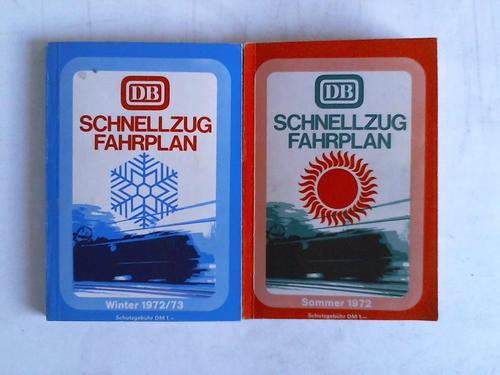 DB
SCHNELLZUG
FAHRPLAN
Winter 1972/73
Schutzgebühr DM 1.—
DB
SCHNELLZUG
FAHRPLAN
Sommer 1972
Schutzgebühr DM 1.—